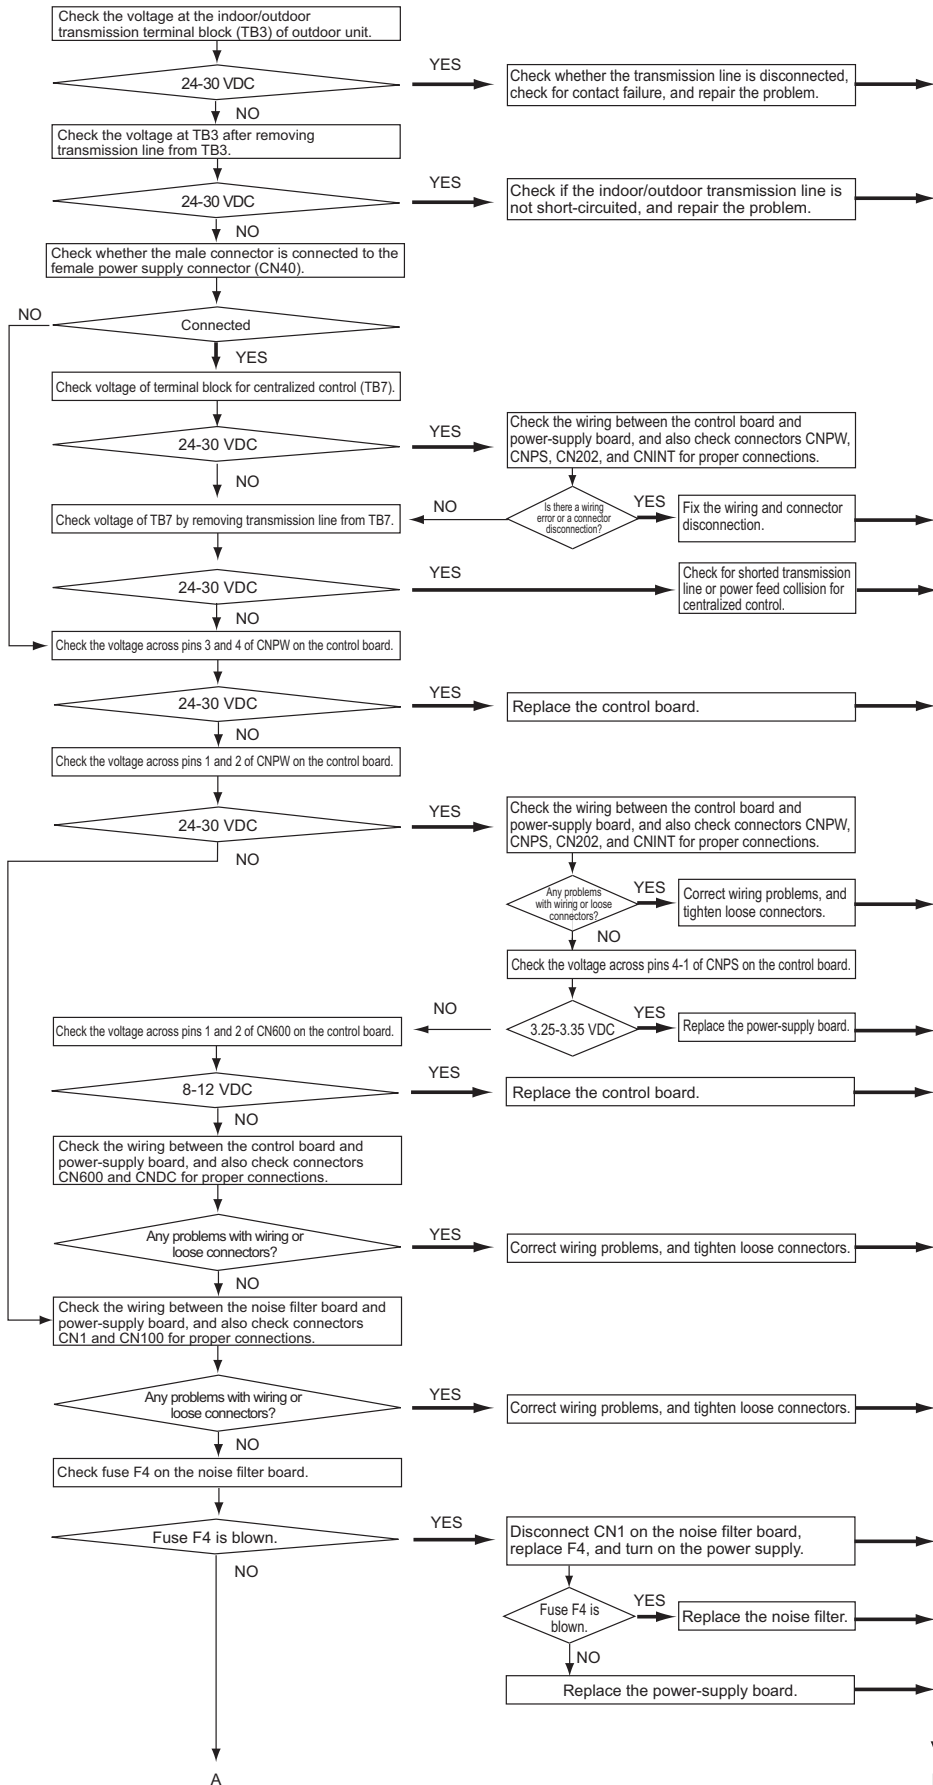 Check the voltage at the indoor/outdoor
transmission terminal block (TB3) of outdoor unit.
24-30 VDC
YES
Check whether the transmission line is disconnected,
check for contact failure, and repair the problem.
NO
Check the voltage at TB3 after removing
transmission line from TB3.
24-30 VDC
YES
Check if the indoor/outdoor transmission line is
not short-circuited, and repair the problem.
NO
Check whether the male connector is connected to the
female power supply connector (CN40).
NO
Connected
YES
Check voltage of terminal block for centralized control (TB7).
24-30 VDC
YES
Check the wiring between the control board and
power-supply board, and also check connectors CNPW,
CNPS, CN202, and CNINT for proper connections.
NO
Check voltage of TB7 by removing transmission line from TB7.
NO
Is there a wiring
error or a connector
disconnection?
YES
Fix the wiring and connector
disconnection.
24-30 VDC
YES
Check for shorted transmission
line or power feed collision for
centralized control.
NO
Check the voltage across pins 3 and 4 of CNPW on the control board.
24-30 VDC
YES
Replace the control board.
NO
Check the voltage across pins 1 and 2 of CNPW on the control board.
24-30 VDC
YES
Check the wiring between the control board and
power-supply board, and also check connectors CNPW,
CNPS, CN202, and CNINT for proper connections.
NO
Any problems
with wiring or loose
connectors?
YES
Correct wiring problems, and
tighten loose connectors.
NO
Check the voltage across pins 4-1 of CNPS on the control board.
3.25-3.35 VDC
YES
Replace the power-supply board.
NO
Check the voltage across pins 1 and 2 of CN600 on the control board.
8-12 VDC
YES
Replace the control board.
NO
Check the wiring between the control board and
power-supply board, and also check connectors
CN600 and CNDC for proper connections.
Any problems with wiring or
loose connectors?
YES
Correct wiring problems, and tighten loose connectors.
NO
Check the wiring between the noise filter board and
power-supply board, and also check connectors
CN1 and CN100 for proper connections.
Any problems with wiring or
loose connectors?
YES
Correct wiring problems, and tighten loose connectors.
NO
Check fuse F4 on the noise filter board.
Fuse F4 is blown.
YES
Disconnect CN1 on the noise filter board,
replace F4, and turn on the power supply.
NO
Fuse F4 is
blown.
YES
Replace the noise filter.
NO
Replace the power-supply board.
A